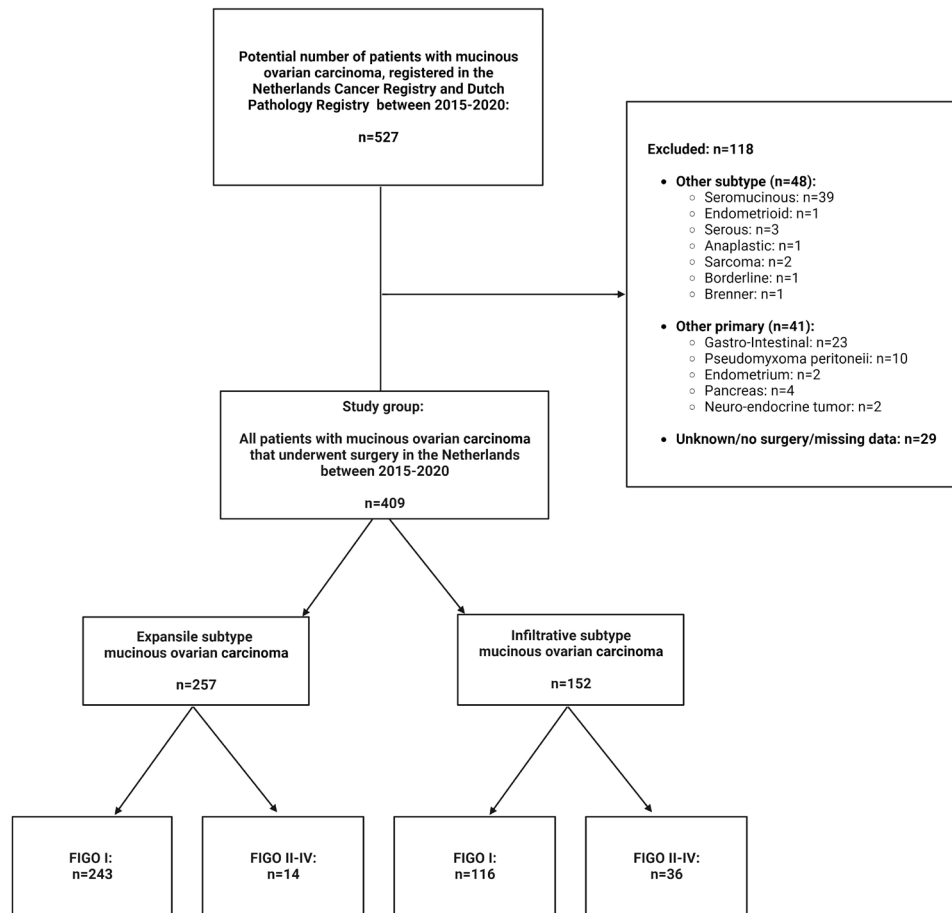 Potential number of patients with mucinous
ovarian carcinoma, registered in the
Netherlands Cancer Registry and Dutch
Pathology Registry between 2015-2020:
n=527
Excluded: n=118
• Other subtype (n=48):
○ Seromucinous: n=39
○ Endometrioid: n=1
○ Serous: n=3
○ Anaplastic: n=1
○ Sarcoma: n=2
○ Borderline: n=1
○ Brenner: n=1
• Other primary (n=41):
○ Gastro-Intestinal: n=23
○ Pseudomyxoma peritoneii: n=10
○ Endometrium: n=2
○ Pancreas: n=4
○ Neuro-endocrine tumor: n=2
• Unknown/no surgery/missing data: n=29
Study group:
All patients with mucinous ovarian carcinoma
that underwent surgery in the Netherlands
between 2015-2020
n=409
Expansile subtype
mucinous ovarian carcinoma
n=257
Infiltrative subtype
mucinous ovarian carcinoma
n=152
FIGO I:
n=243
FIGO II-IV:
n=14
FIGO I:
n=116
FIGO II-IV:
n=36